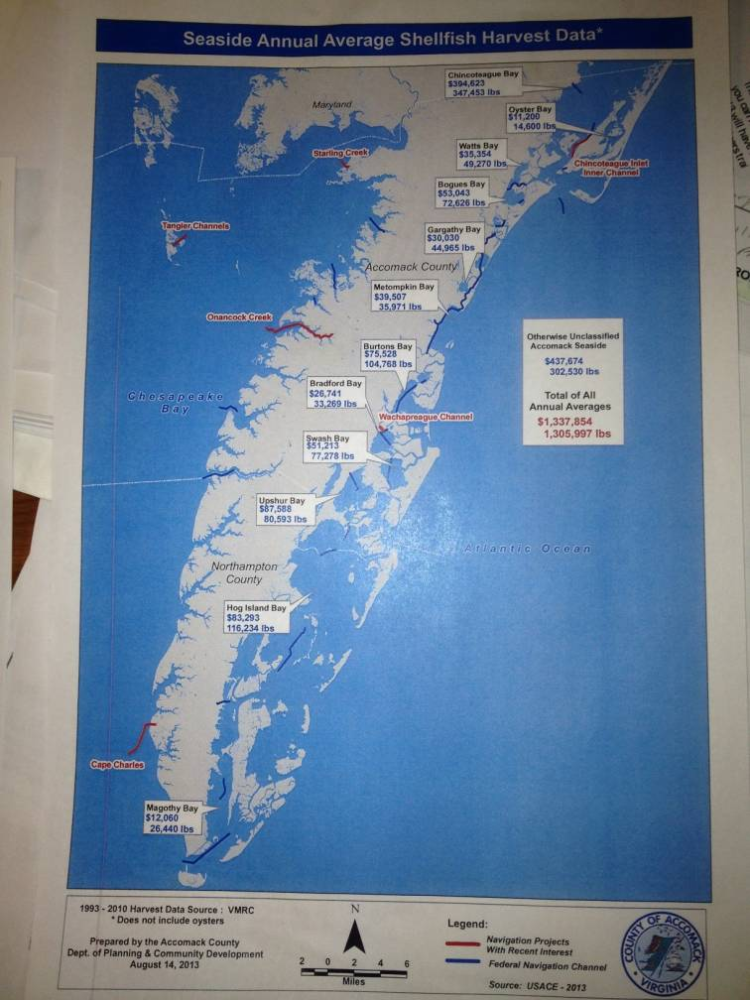 Seaside Annual Average Shellfish Harvest Data*
Chincoteague Bay
$394,623
347,453 lbs
Maryland
Oyster Bay
$11,200
14,600 lbs
Starling Creek
Watts Bay
$35,354
49,270 lbs
Chincoteague Inlet
Inner Channel
Bogues Bay
$53,043
72,626 lbs
Tangier Channels
Gargathy Bay
$30,030
44,965 lbs
Accomack County
Metompkin Bay
$39,507
35,971 lbs
Onancock Creek
Otherwise Unclassified
Accomack Seaside
$437,674
302,530 lbs
Total of All
Annual Averages
$1,337,854
1,305,997 lbs
Burtons Bay
$75,528
104,768 lbs
Chesapeake
Bay
Bradford Bay
$26,741
33,269 lbs
Wachapreague Channel
Swash Bay
$51,213
77,278 lbs
Upshur Bay
$87,588
80,593 lbs
Atlantic Ocean
Northampton
County
Hog Island Bay
$83,293
116,234 lbs
Cape Charles
Magothy Bay
$12,060
26,440 lbs
1993 - 2010 Harvest Data Source : VMRC
* Does not include oysters
Prepared by the Accomack County
Dept. of Planning & Community Development
August 14, 2013
N
2 0 2 4 6
Miles
Legend:
Navigation Projects
With Recent Interest
Federal Navigation Channel
Source: USACE - 2013
COUNTY OF ACCOMACK
VIRGINIA